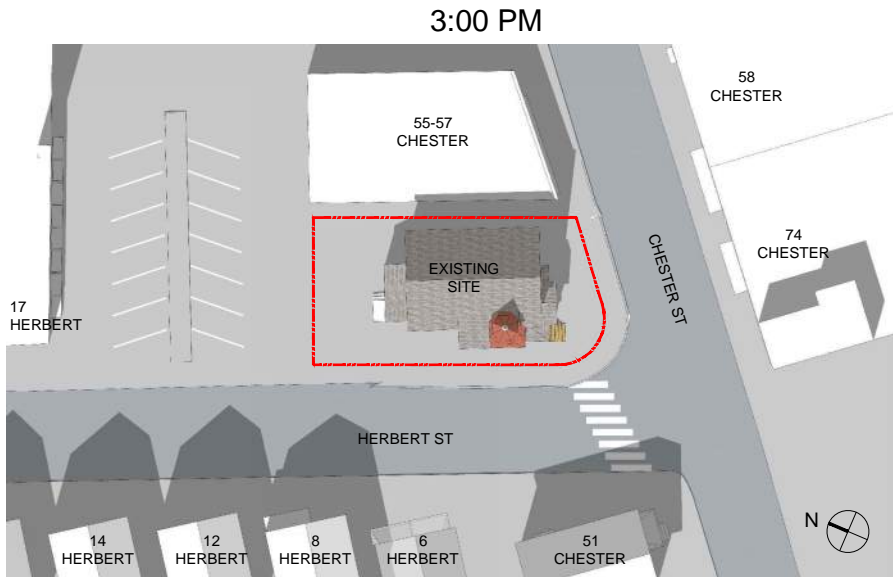 3:00 PM
58
CHESTER
55-57
CHESTER
74
CHESTER
CHESTER ST
EXISTING
SITE
17
HERBERT
HERBERT ST
N
14
HERBERT
12
HERBERT
8
HERBERT
6
HERBERT
51
CHESTER